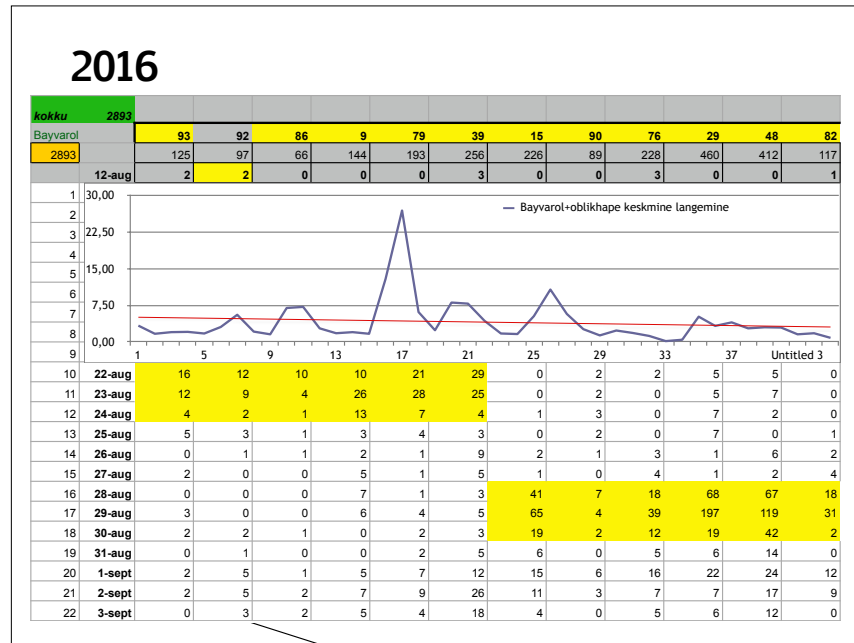 2016
kokku 2893
Bayvarol 93 92 86 9 79 39 15 90 76 29 48 82
2893 125 97 66 144 193 256 226 89 228 460 412 117
12-aug 2 2 0 0 0 3 0 0 3 0 0 1
1 30,00
Bayvarol+oblikhape keskmine langemine
2
3 22,50
4
5 15,00
6
7 7,50
8 0,00
9 1 5 9 13 17 21 25 29 33 37 Untitled 3
10 22-aug 16 12 10 10 21 29 0 2 2 5 5 0
11 23-aug 12 9 4 26 28 25 0 2 0 5 7 0
12 24-aug 4 2 1 13 7 4 1 3 0 7 2 0
13 25-aug 5 3 1 3 4 3 0 2 0 7 0 1
14 26-aug 0 1 1 2 1 9 2 1 3 1 6 2
15 27-aug 2 0 0 5 1 5 1 0 4 1 2 4
16 28-aug 0 0 0 7 1 3 41 7 18 68 67 18
17 29-aug 3 0 0 6 4 5 65 4 39 197 119 31
18 30-aug 2 2 1 0 2 3 19 2 12 19 42 2
19 31-aug 0 1 0 0 2 5 6 0 5 6 14 0
20 1-sept 2 5 1 5 7 12 15 6 16 22 24 12
21 2-sept 2 5 2 7 9 26 11 3 7 7 17 9
22 3-sept 0 3 2 5 4 18 4 0 5 6 12 0